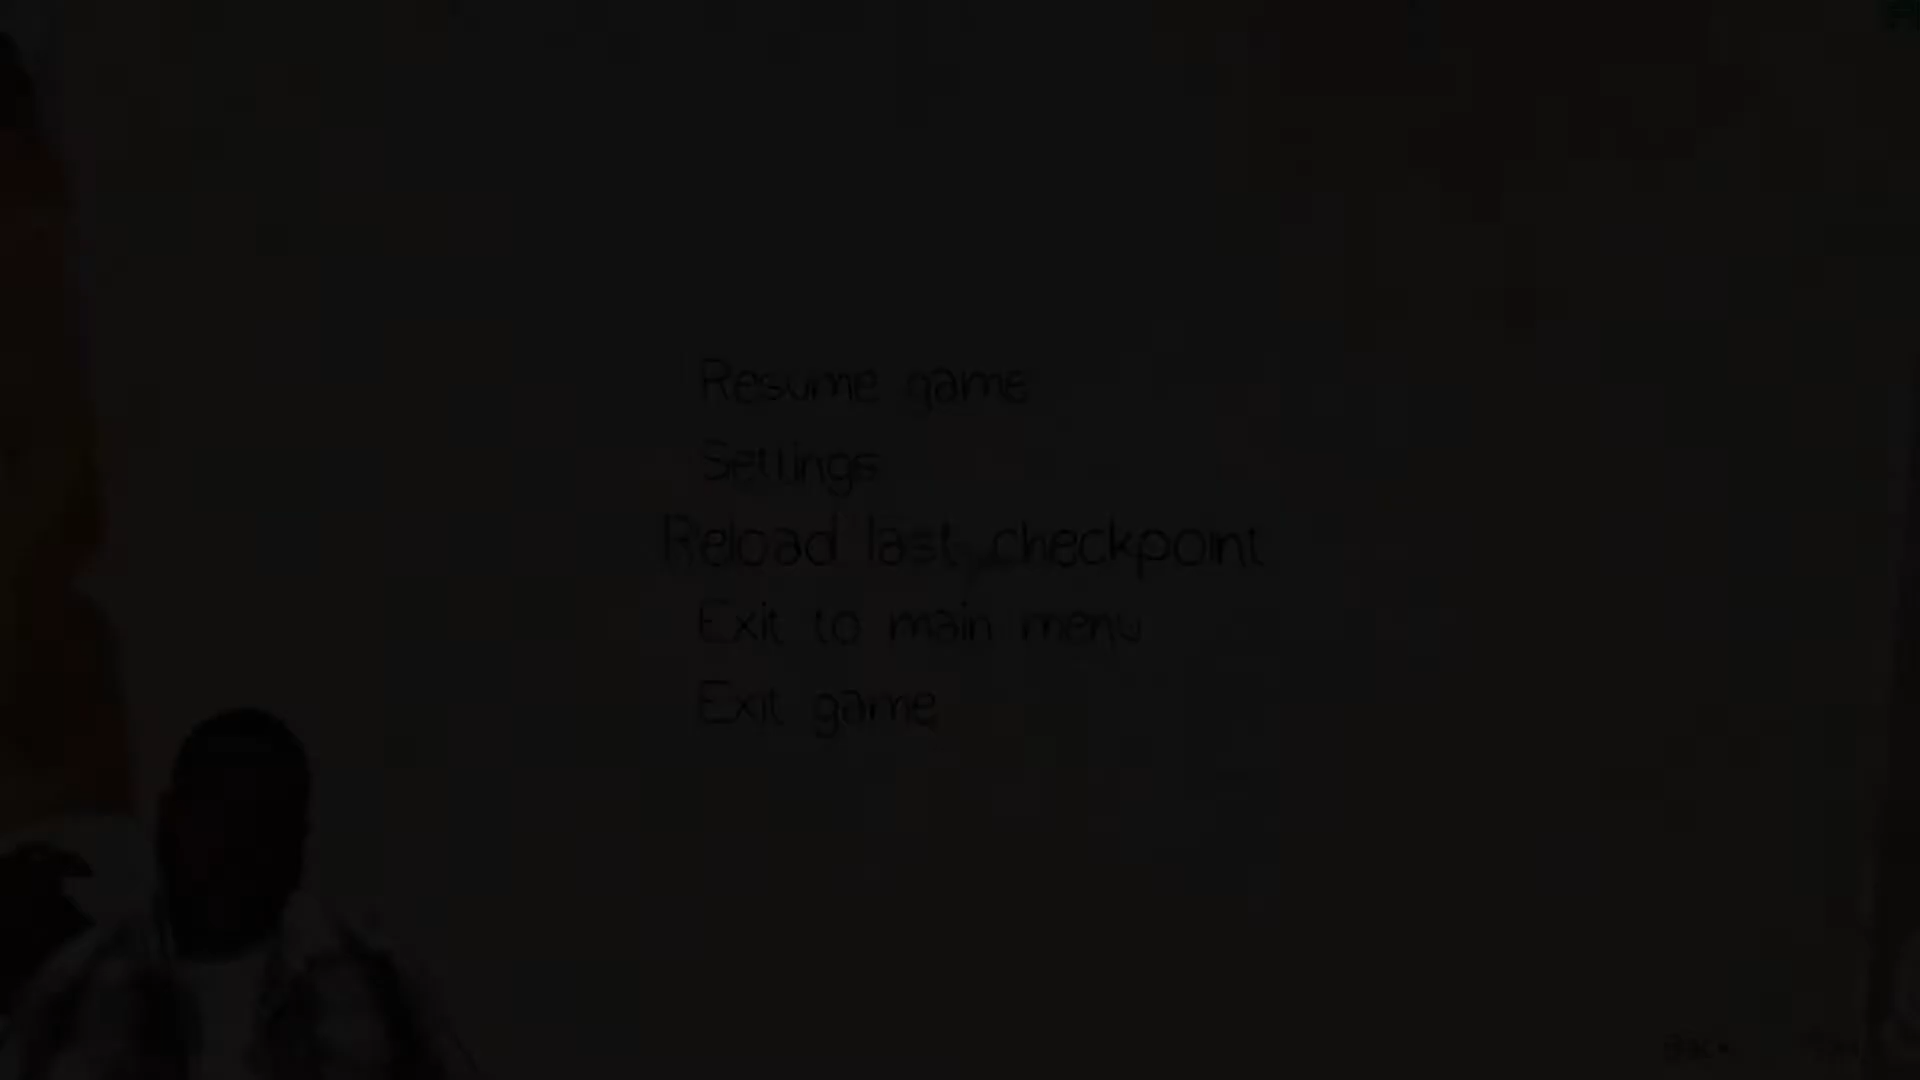 Resume game
Settings
Reload last checkpoint
Exit to main menu
Exit game